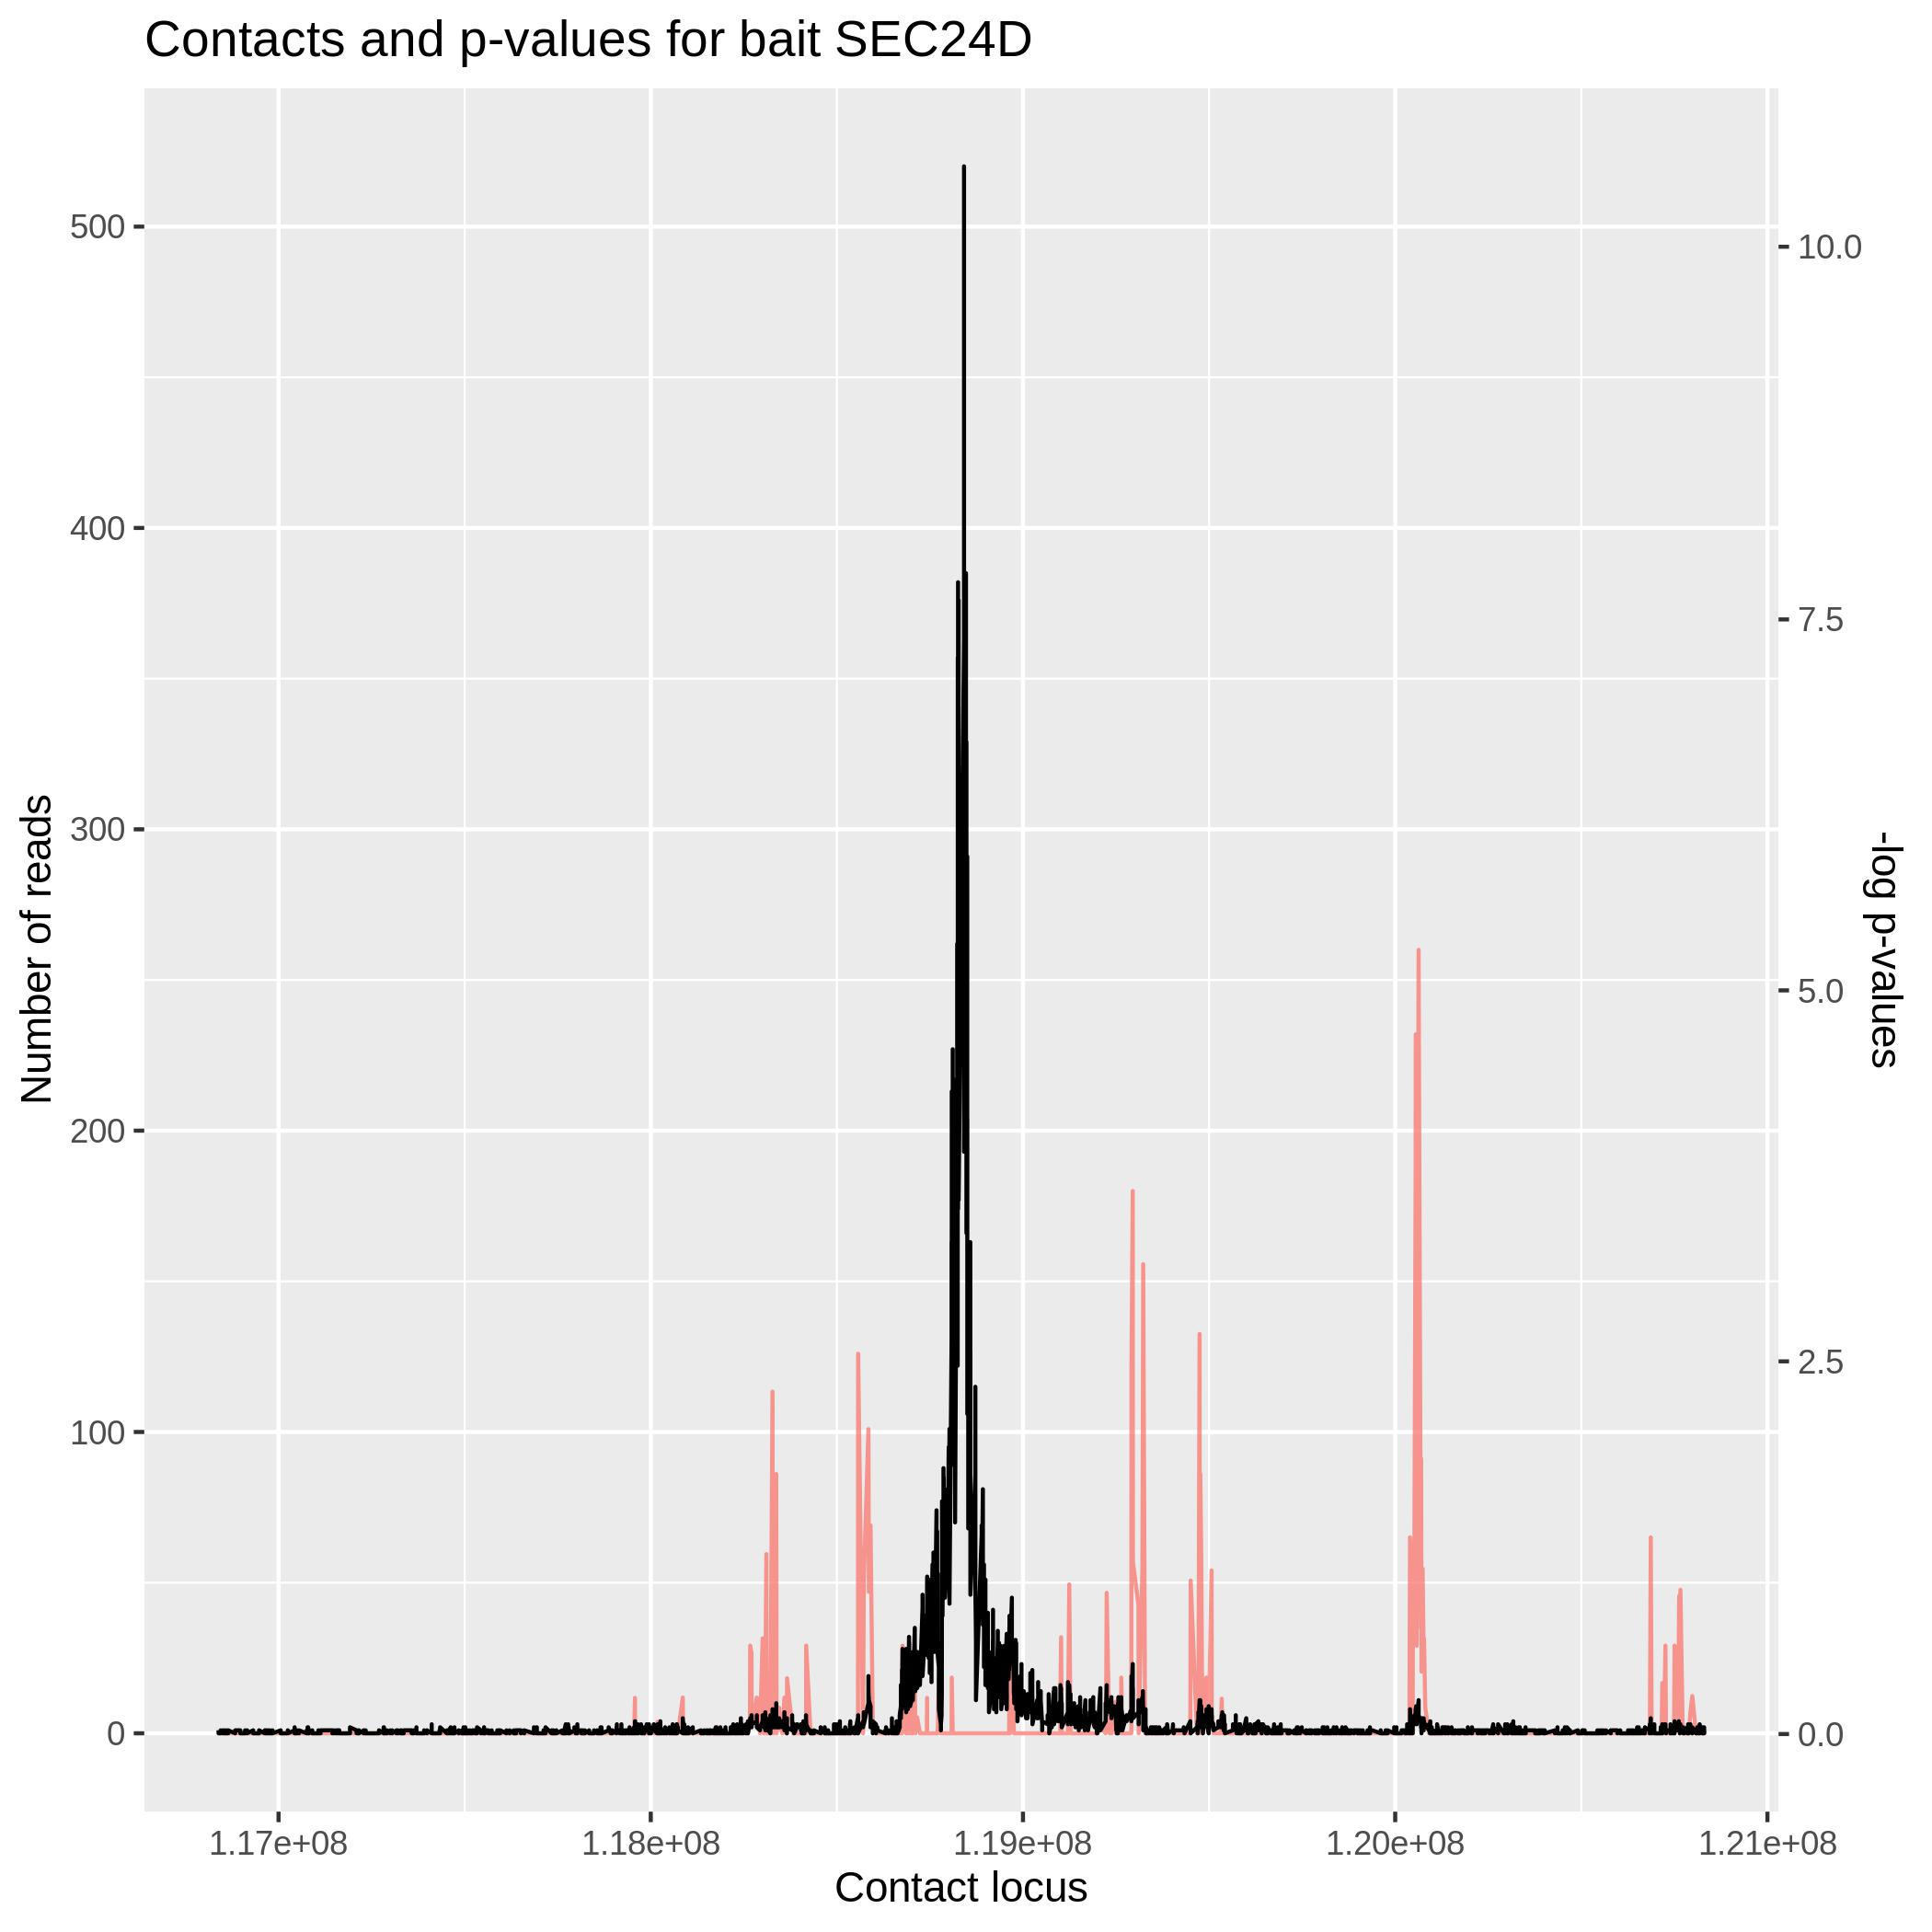 Contacts and p-values for bait SEC24D
Number of reads
500
400
300
200
100
0
10.0
7.5
5.0
2.5
0.0
-log p-values
1.17e+08
1.18e+08
1.19e+08
1.20e+08
1.21e+08
Contact locus